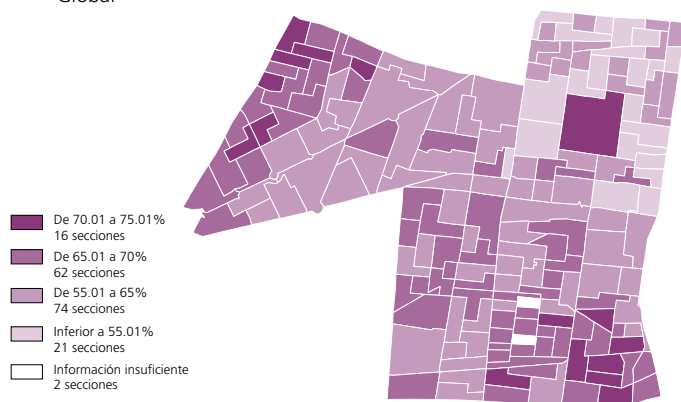 Global
De 70.01 a 75.01%
16 secciones
De 65.01 a 70%
62 secciones
De 55.01 a 65%
74 secciones
Inferior a 55.01%
21 secciones
Información insuficiente
2 secciones